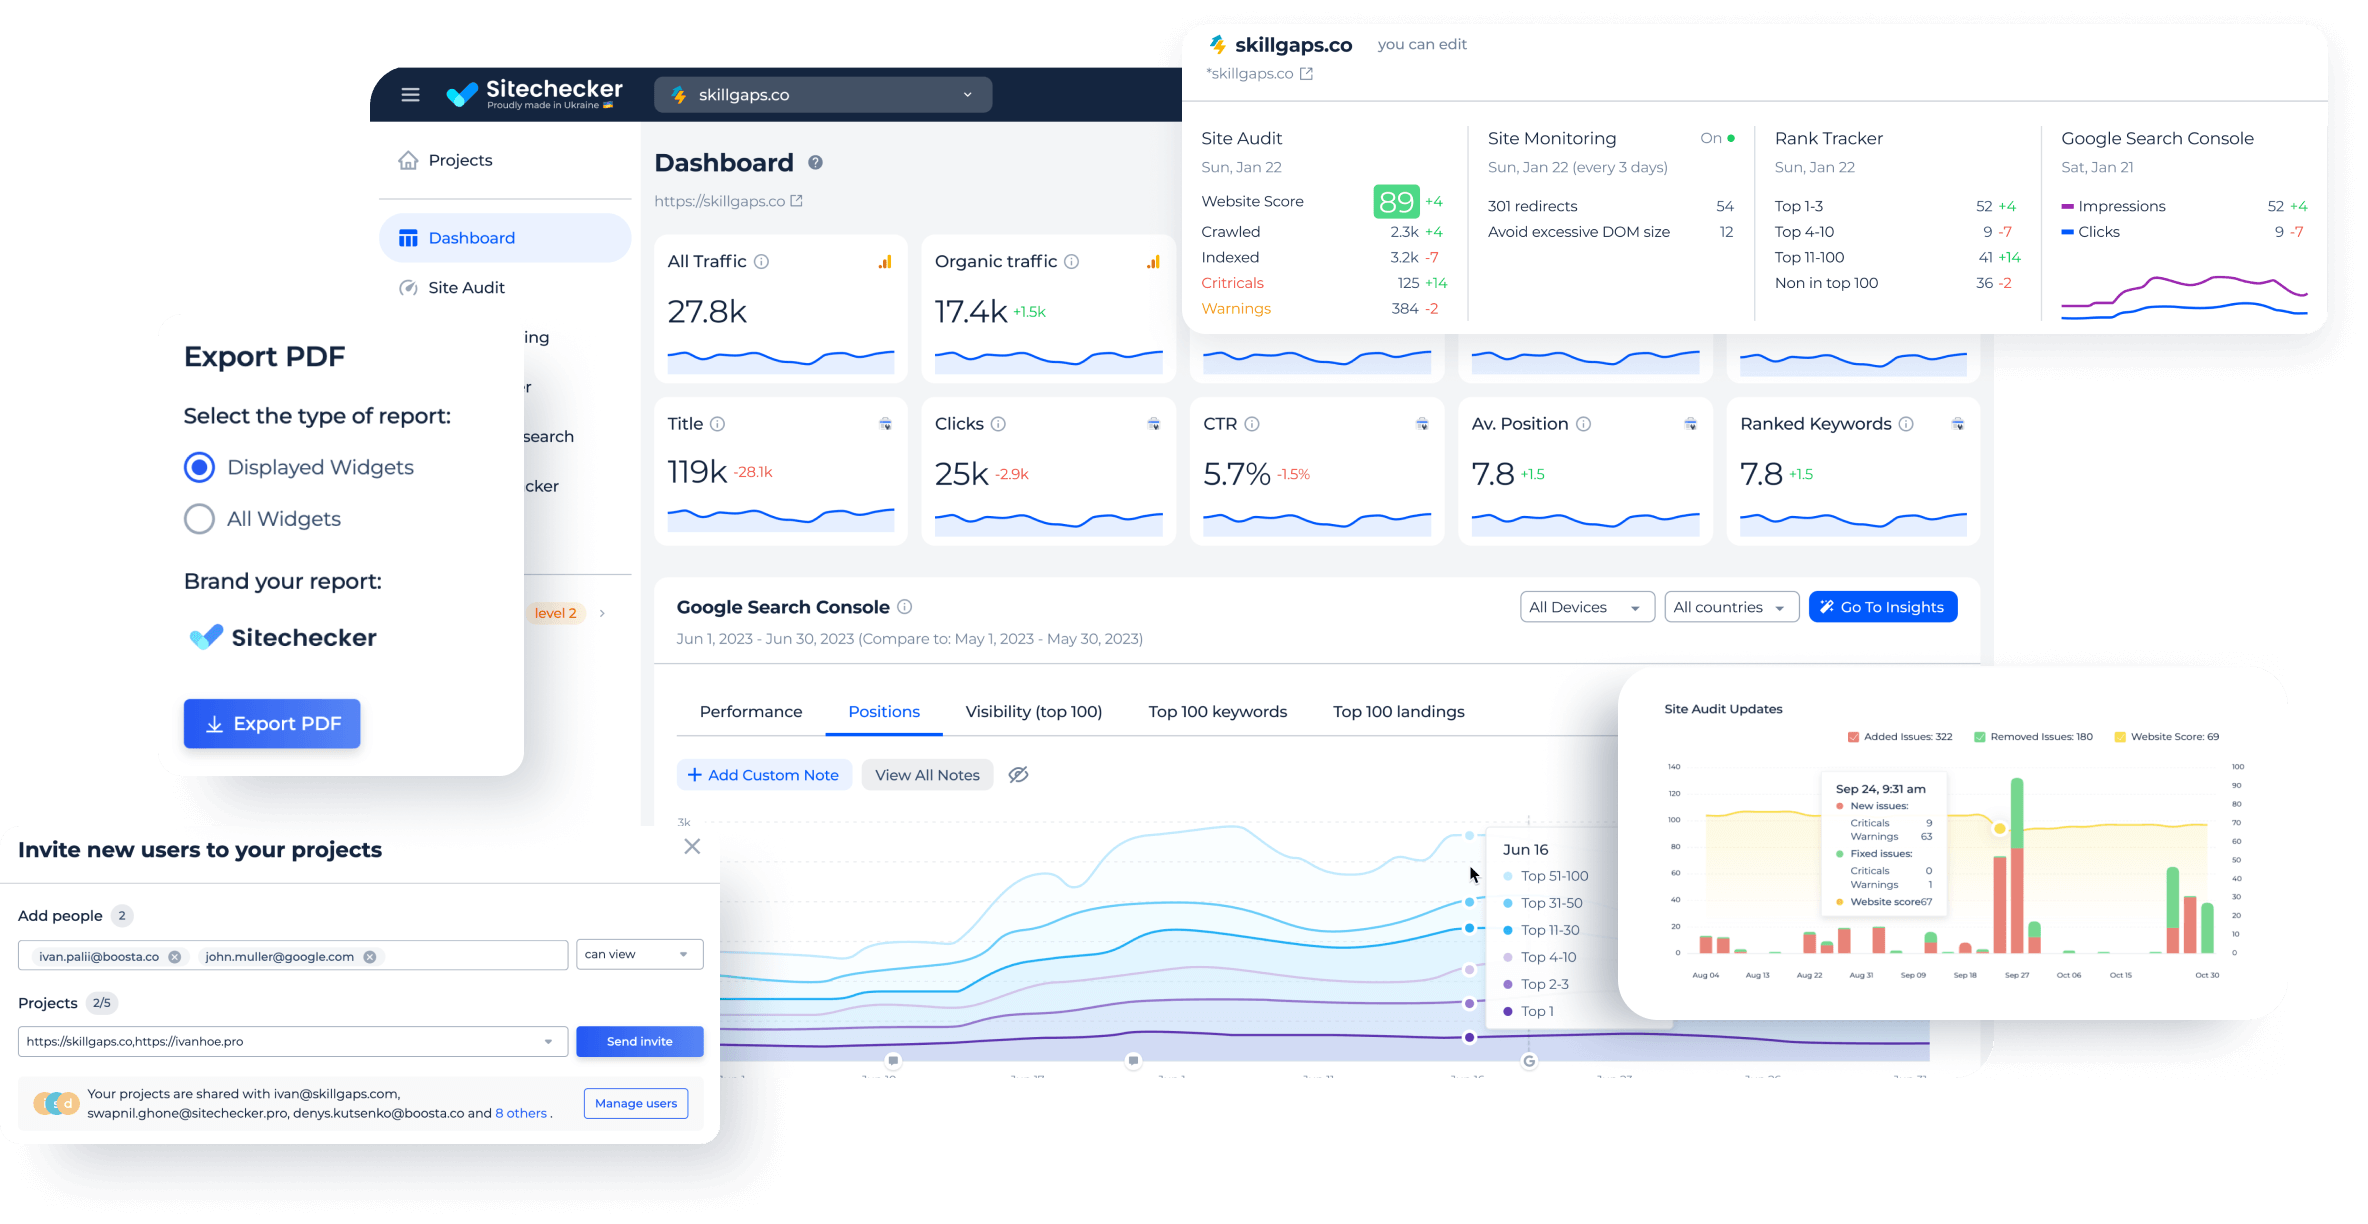 skillgaps.co you can edit
*skillgaps.co
Site Audit
Sun, Jan 22
Website Score 89 +4
Crawled 2.3k +4
Indexed 3.2k -7
Critricals 125 +14
Warnings 384 -2
Site Monitoring On
Sun, Jan 22 (every 3 days)
301 redirects 54
Avoid excessive DOM size 12
Rank Tracker
Sun, Jan 22
Top 1-3 52 +4
Top 4-10 9 -7
Top 11-100 41 +14
Non in top 100 36 -2
Google Search Console
Sat, Jan 21
Impressions 52 +4
Clicks 9 -7
Sitechecker
Proudly made in Ukraine
skillgaps.co
Projects
Dashboard
Site Audit
ing
r
search
cker
level 2
Dashboard
https://skillgaps.co
All Traffic
27.8k
Organic traffic
17.4k +1.5k
Title
119k -28.1k
Clicks
25k -2.9k
CTR
5.7% -1.5%
Av. Position
7.8 +1.5
Ranked Keywords
7.8 +1.5
Export PDF
Select the type of report:
Displayed Widgets
All Widgets
Brand your report:
Sitechecker
Export PDF
Google Search Console
Jun 1, 2023 - Jun 30, 2023 (Compare to: May 1, 2023 - May 30, 2023)
All Devices
All countries
Go To Insights
Performance Positions Visibility (top 100) Top 100 keywords Top 100 landings
Add Custom Note
View All Notes
3k
Jun 16
Top 51-100
Top 31-50
Top 11-30
Top 4-10
Top 2-3
Top 1
G
Site Audit Updates
Added Issues: 322 Removed Issues: 180 Website Score: 69
140
120
100
80
60
40
20
0
100
90
80
70
60
50
40
30
20
10
0
Sep 24, 9:31 am
New issues:
Criticals 9
Warnings 63
Fixed issues:
Criticals 0
Warnings 1
Website score67
Aug 04 Aug 13 Aug 22 Aug 31 Sep 09 Sep 18 Sep 27 Oct 06 Oct 15 Oct 30
Invite new users to your projects
Add people 2
ivan.palii@boosta.co john.muller@google.com
can view
Projects 2/5
https://skillgaps.co,https://ivanhoe.pro
Send invite
i s d
Your projects are shared with ivan@skillgaps.com,
swapnil.ghone@sitechecker.pro, denys.kutsenko@boosta.co and 8 others .
Manage users